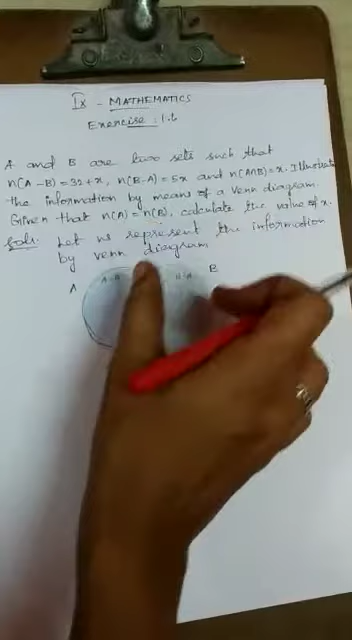 IX - MATHEMATICS
Exercise: 1.2
A and B are two sets such that
n(A-B)=32+x, n(B-A)=5x and n(A∩B)=x. Illustrate
the information by means of a venn diagram.
Given that n(A)=n(B), calculate the value of x.
Soln: Let us represent the information
by venn diagram
A A-B B-A B